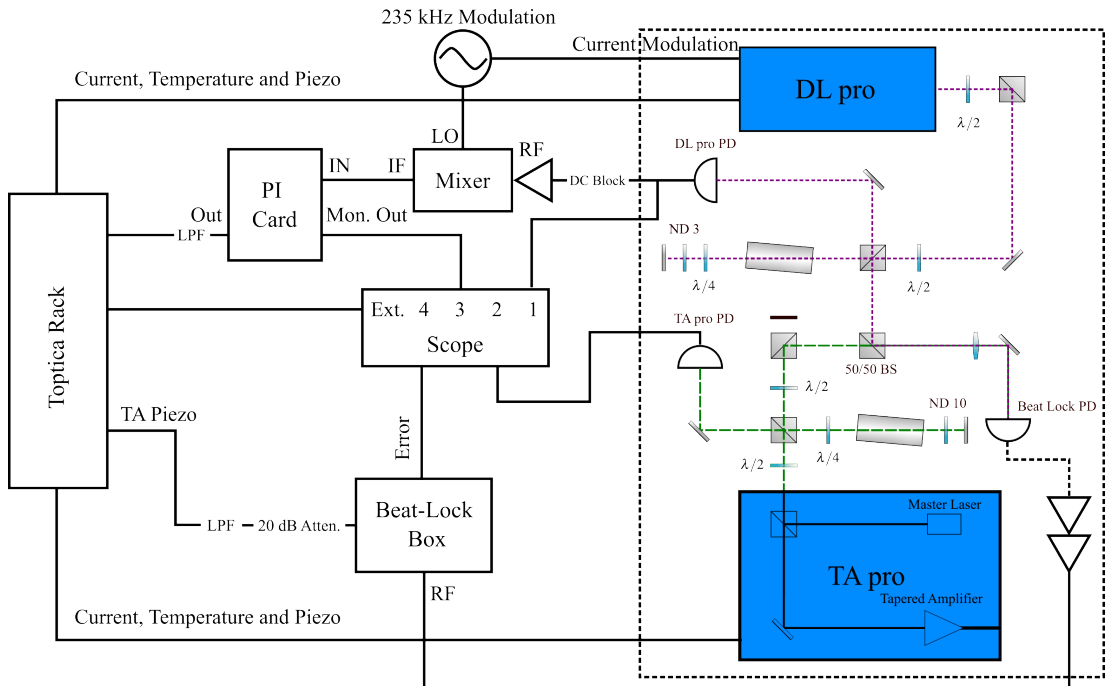 235 kHz Modulation
Current Modulation
Current, Temperature and Piezo
DL pro
λ/2
LO
RF
DL pro PD
IN
IF
Mixer
DC Block
PI
Card
Out
LPF
Mon. Out
ND 3
λ/4
λ/2
Toptica Rack
Ext. 4 3 2 1
Scope
TA pro PD
50/50 BS
λ/2
ND 10
Beat Lock PD
TA Piezo
Error
λ/2
λ/4
Beat-Lock
Box
LPF
20 dB Atten.
RF
Master Laser
TA pro
Tapered Amplifier
Current, Temperature and Piezo